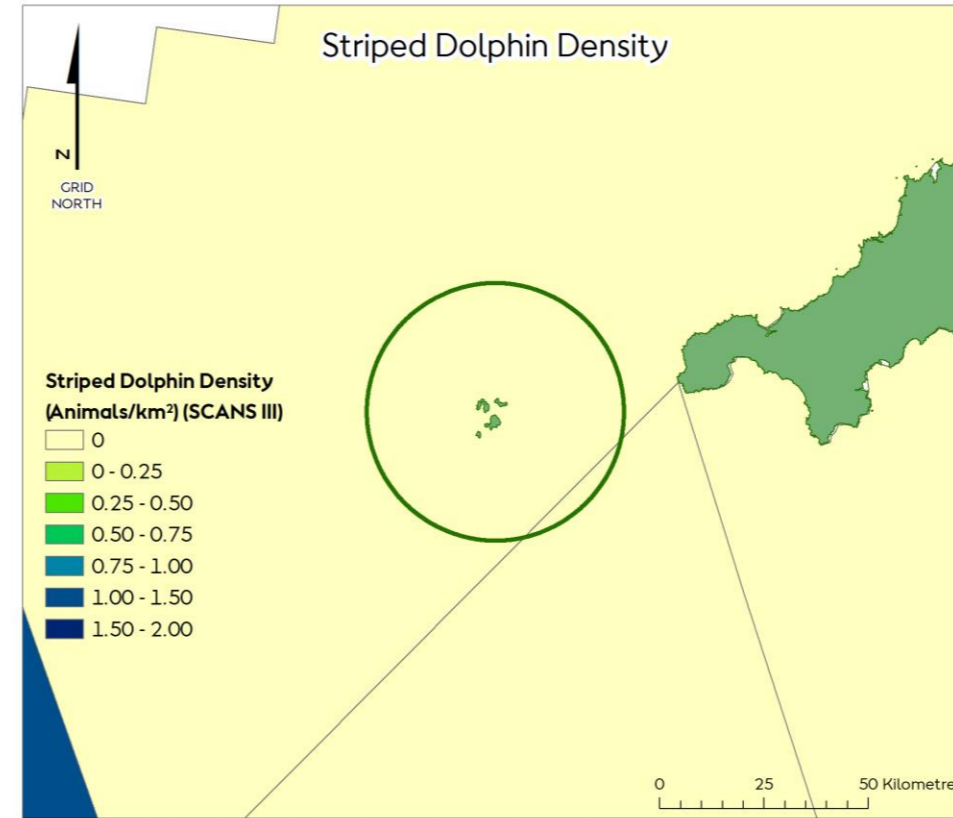 Striped Dolphin Density
N
GRID
NORTH
Striped Dolphin Density
(Animals/km²) (SCANS III)
0
0 - 0.25
0.25 - 0.50
0.50 - 0.75
0.75 - 1.00
1.00 - 1.50
1.50 - 2.00
0 25 50 Kilometre